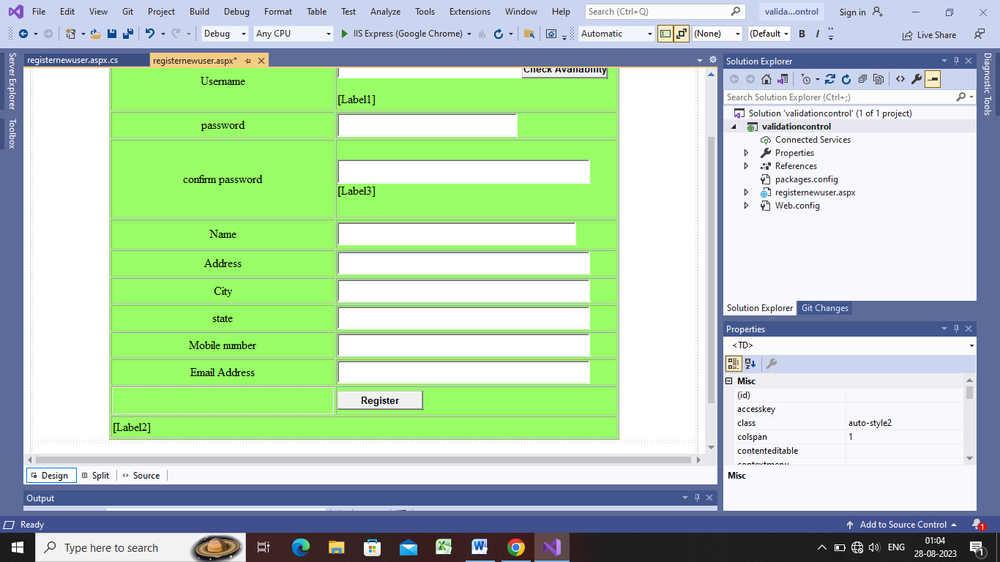 File Edit View Git Project Build Debug Format Table Test Analyze Tools Extensions Window Help Search (Ctrl+Q) valida...ontrol Sign in
Debug Any CPU IIS Express (Google Chrome) Automatic (None) (Default B I Live Share
Server Explorer
Toolbox
registernewuser.aspx.cs registernewuser.aspx*
Username Check Availability
[Label1]
password
confirm password
[Label3]
Name
Address
City
state
Mobile number
Email Address
Register
[Label2]
Design Split Source
Output
Solution Explorer
Search Solution Explorer (Ctrl+;)
Solution 'validationcontrol' (1 of 1 project)
validationcontrol
Connected Services
Properties
References
packages.config
registernewuser.aspx
Web.config
Solution Explorer Git Changes
Properties
<TD>
Misc
(id)
accesskey
class auto-style2
colspan 1
contenteditable
contextmenu
Misc
Diagnostic Tools
Ready Add to Source Control 1
Type here to search ENG 01:04
28-08-2023 1